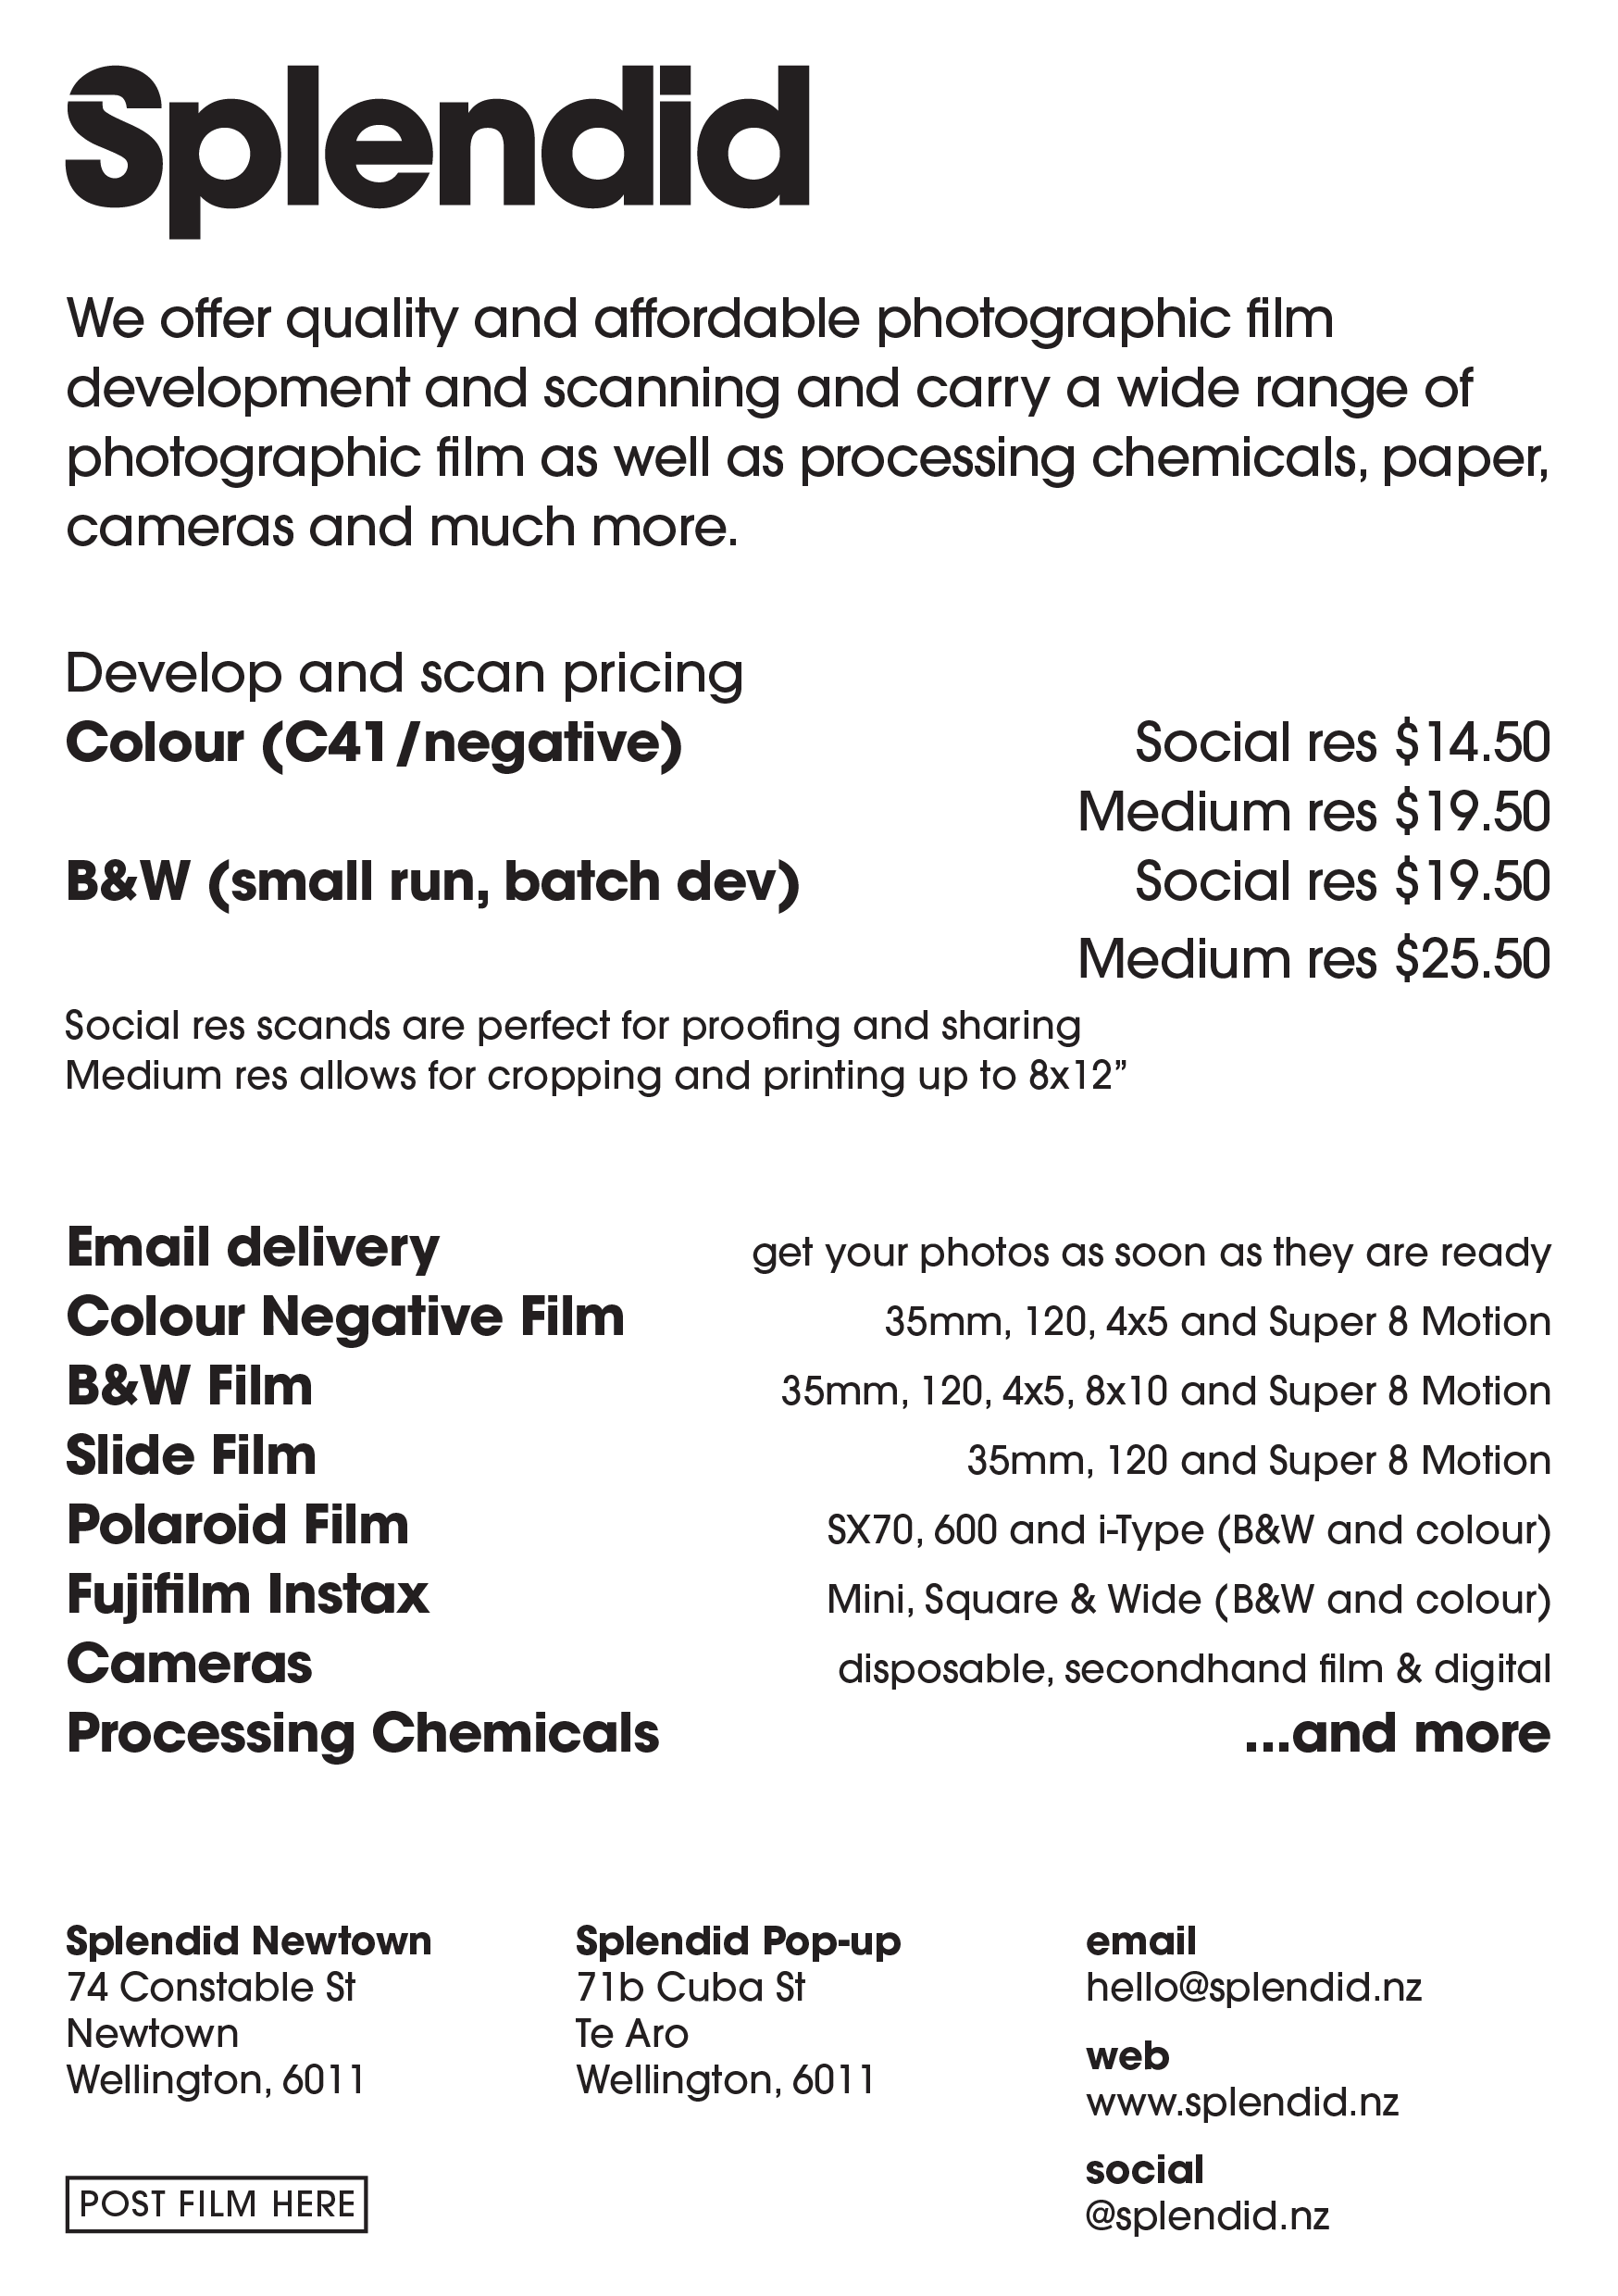 Splendid
We offer quality and affordable photographic film
development and scanning and carry a wide range of
photographic film as well as processing chemicals, paper,
cameras and much more.
Develop and scan pricing
Colour (C41/negative) Social res $14.50
Medium res $19.50
B&W (small run, batch dev) Social res $19.50
Medium res $25.50
Social res scands are perfect for proofing and sharing
Medium res allows for cropping and printing up to 8x12”
Email delivery get your photos as soon as they are ready
Colour Negative Film 35mm, 120, 4x5 and Super 8 Motion
B&W Film 35mm, 120, 4x5, 8x10 and Super 8 Motion
Slide Film 35mm, 120 and Super 8 Motion
Polaroid Film SX70, 600 and i-Type (B&W and colour)
Fujifilm Instax Mini, Square & Wide (B&W and colour)
Cameras disposable, secondhand film & digital
Processing Chemicals ...and more
Splendid Newtown
74 Constable St
Newtown
Wellington, 6011
POST FILM HERE
Splendid Pop-up
71b Cuba St
Te Aro
Wellington, 6011
email
hello@splendid.nz
web
www.splendid.nz
social
@splendid.nz